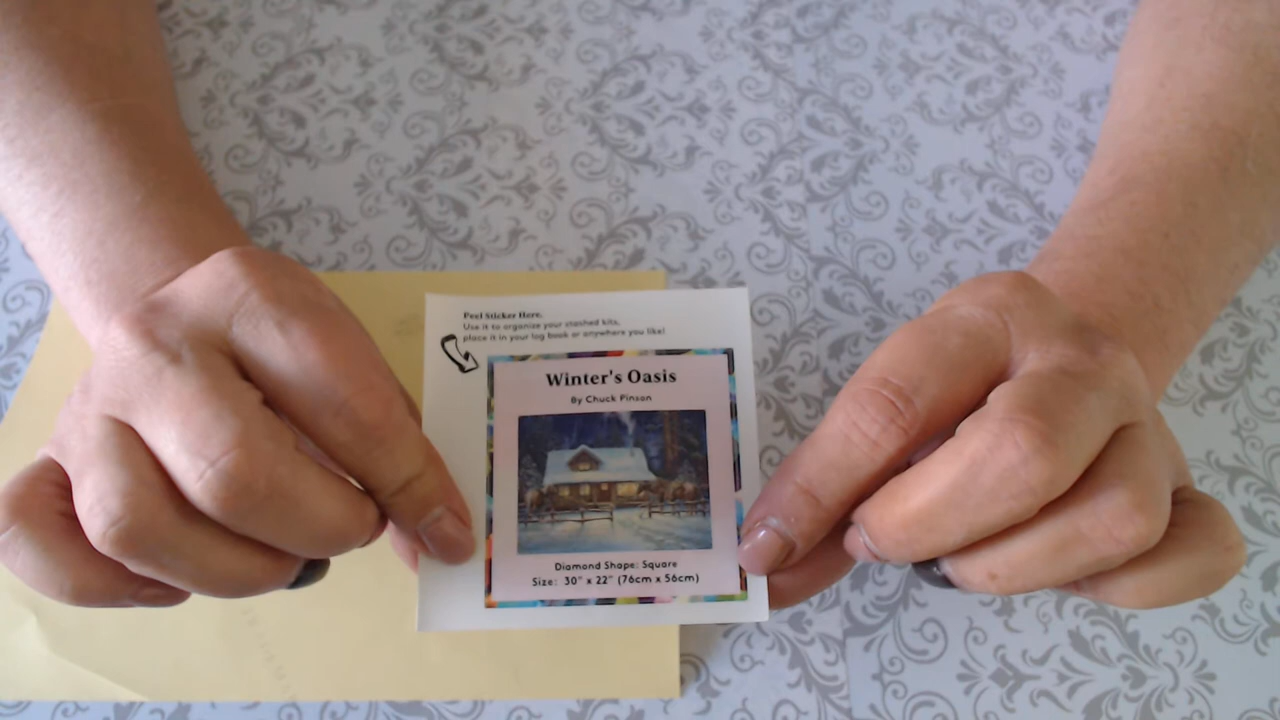 Peel Sticker Here.
Use it to organize your stashed kits,
place it in your log book or anywhere you like!
Winter's Oasis
By Chuck Pinson
Diamond Shape: Square
Size: 30" x 22" (76cm x 56cm)